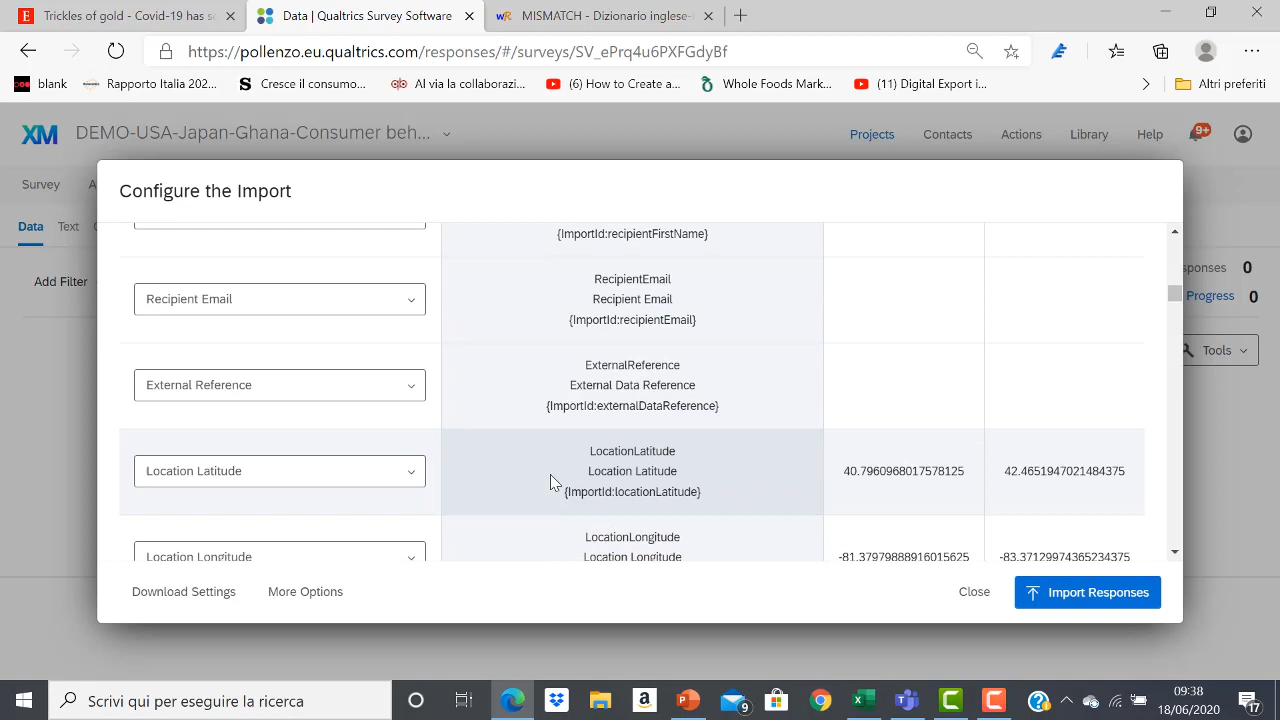 Trickles of gold - Covid-19 has s
Data | Qualtrics Survey Software
MISMATCH - Dizionario inglese-I
https://pollenzo.eu.qualtrics.com/responses/#/surveys/SV_ePrq4u6PXFGdyBf
blank
Rapporto Italia 202...
Cresce il consumo...
Al via la collaborazi...
(6) How to Create a...
Whole Foods Mark...
(11) Digital Export i...
Altri preferiti
XM
DEMO-USA-Japan-Ghana-Consumer beh...
Projects
Contacts
Actions
Library
Help
9+
Survey
A
Configure the Import
Data
Text
Add Filter
sponses 0
Progress 0
Tools
{ImportId:recipientFirstName}
Recipient Email
RecipientEmail
Recipient Email
{ImportId:recipientEmail}
External Reference
ExternalReference
External Data Reference
{ImportId:externalDataReference}
Location Latitude
LocationLatitude
Location Latitude
{ImportId:locationLatitude}
40.7960968017578125
42.4651947021484375
Location Longitude
LocationLongitude
Location Longitude
-81.37979888916015625
-83.37129974365234375
Download Settings
More Options
Close
Import Responses
Scrivi qui per eseguire la ricerca
9
09:38
18/06/2020
17